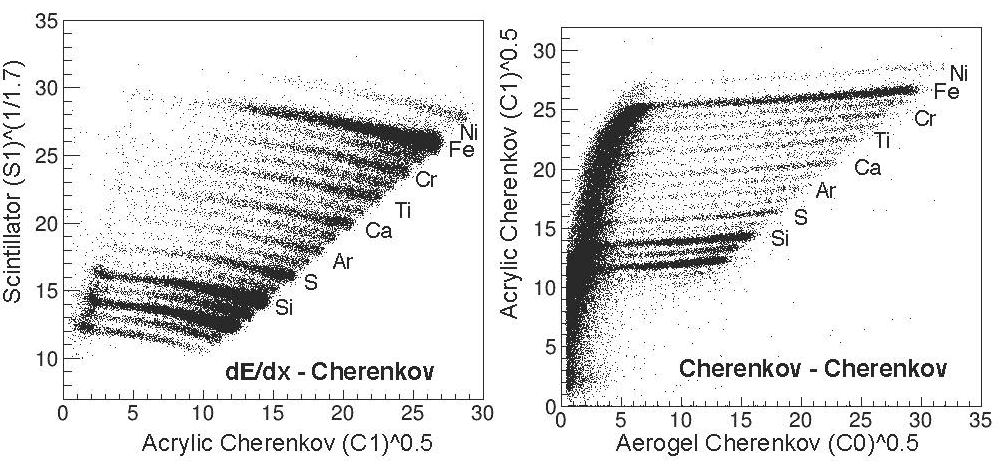 35
30
25
20
15
10
Scintillator (S1)^(1/1.7)
Ni
Fe
Cr
Ti
Ca
Ar
S
Si
dE/dx - Cherenkov
0 5 10 15 20 25 30
Acrylic Cherenkov (C1)^0.5
30
25
20
15
10
5
0
Acrylic Cherenkov (C1)^0.5
Ni
Fe
Cr
Ti
Ca
Ar
S
Si
Cherenkov - Cherenkov
0 5 10 15 20 25 30 35
Aerogel Cherenkov (C0)^0.5